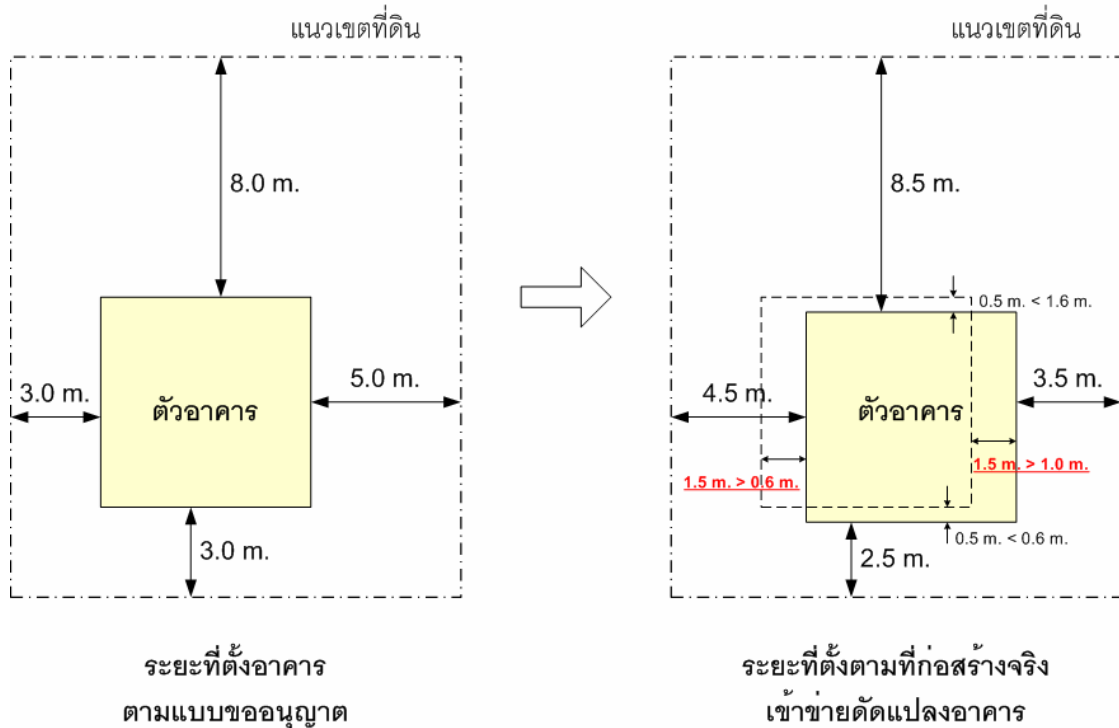 แนวเขตที่ดิน
8.0 m.
3.0 m.
5.0 m.
ตัวอาคาร
3.0 m.
ระยะที่ตั้งอาคาร
ตามแบบขออนุญาต
แนวเขตที่ดิน
8.5 m.
0.5 m. < 1.6 m.
4.5 m.
3.5 m.
ตัวอาคาร
1.5 m. > 0.6 m.
1.5 m. > 1.0 m.
0.5 m. < 0.6 m.
2.5 m.
ระยะที่ตั้งตามที่ก่อสร้างจริง
เข้าข่ายดัดแปลงอาคาร